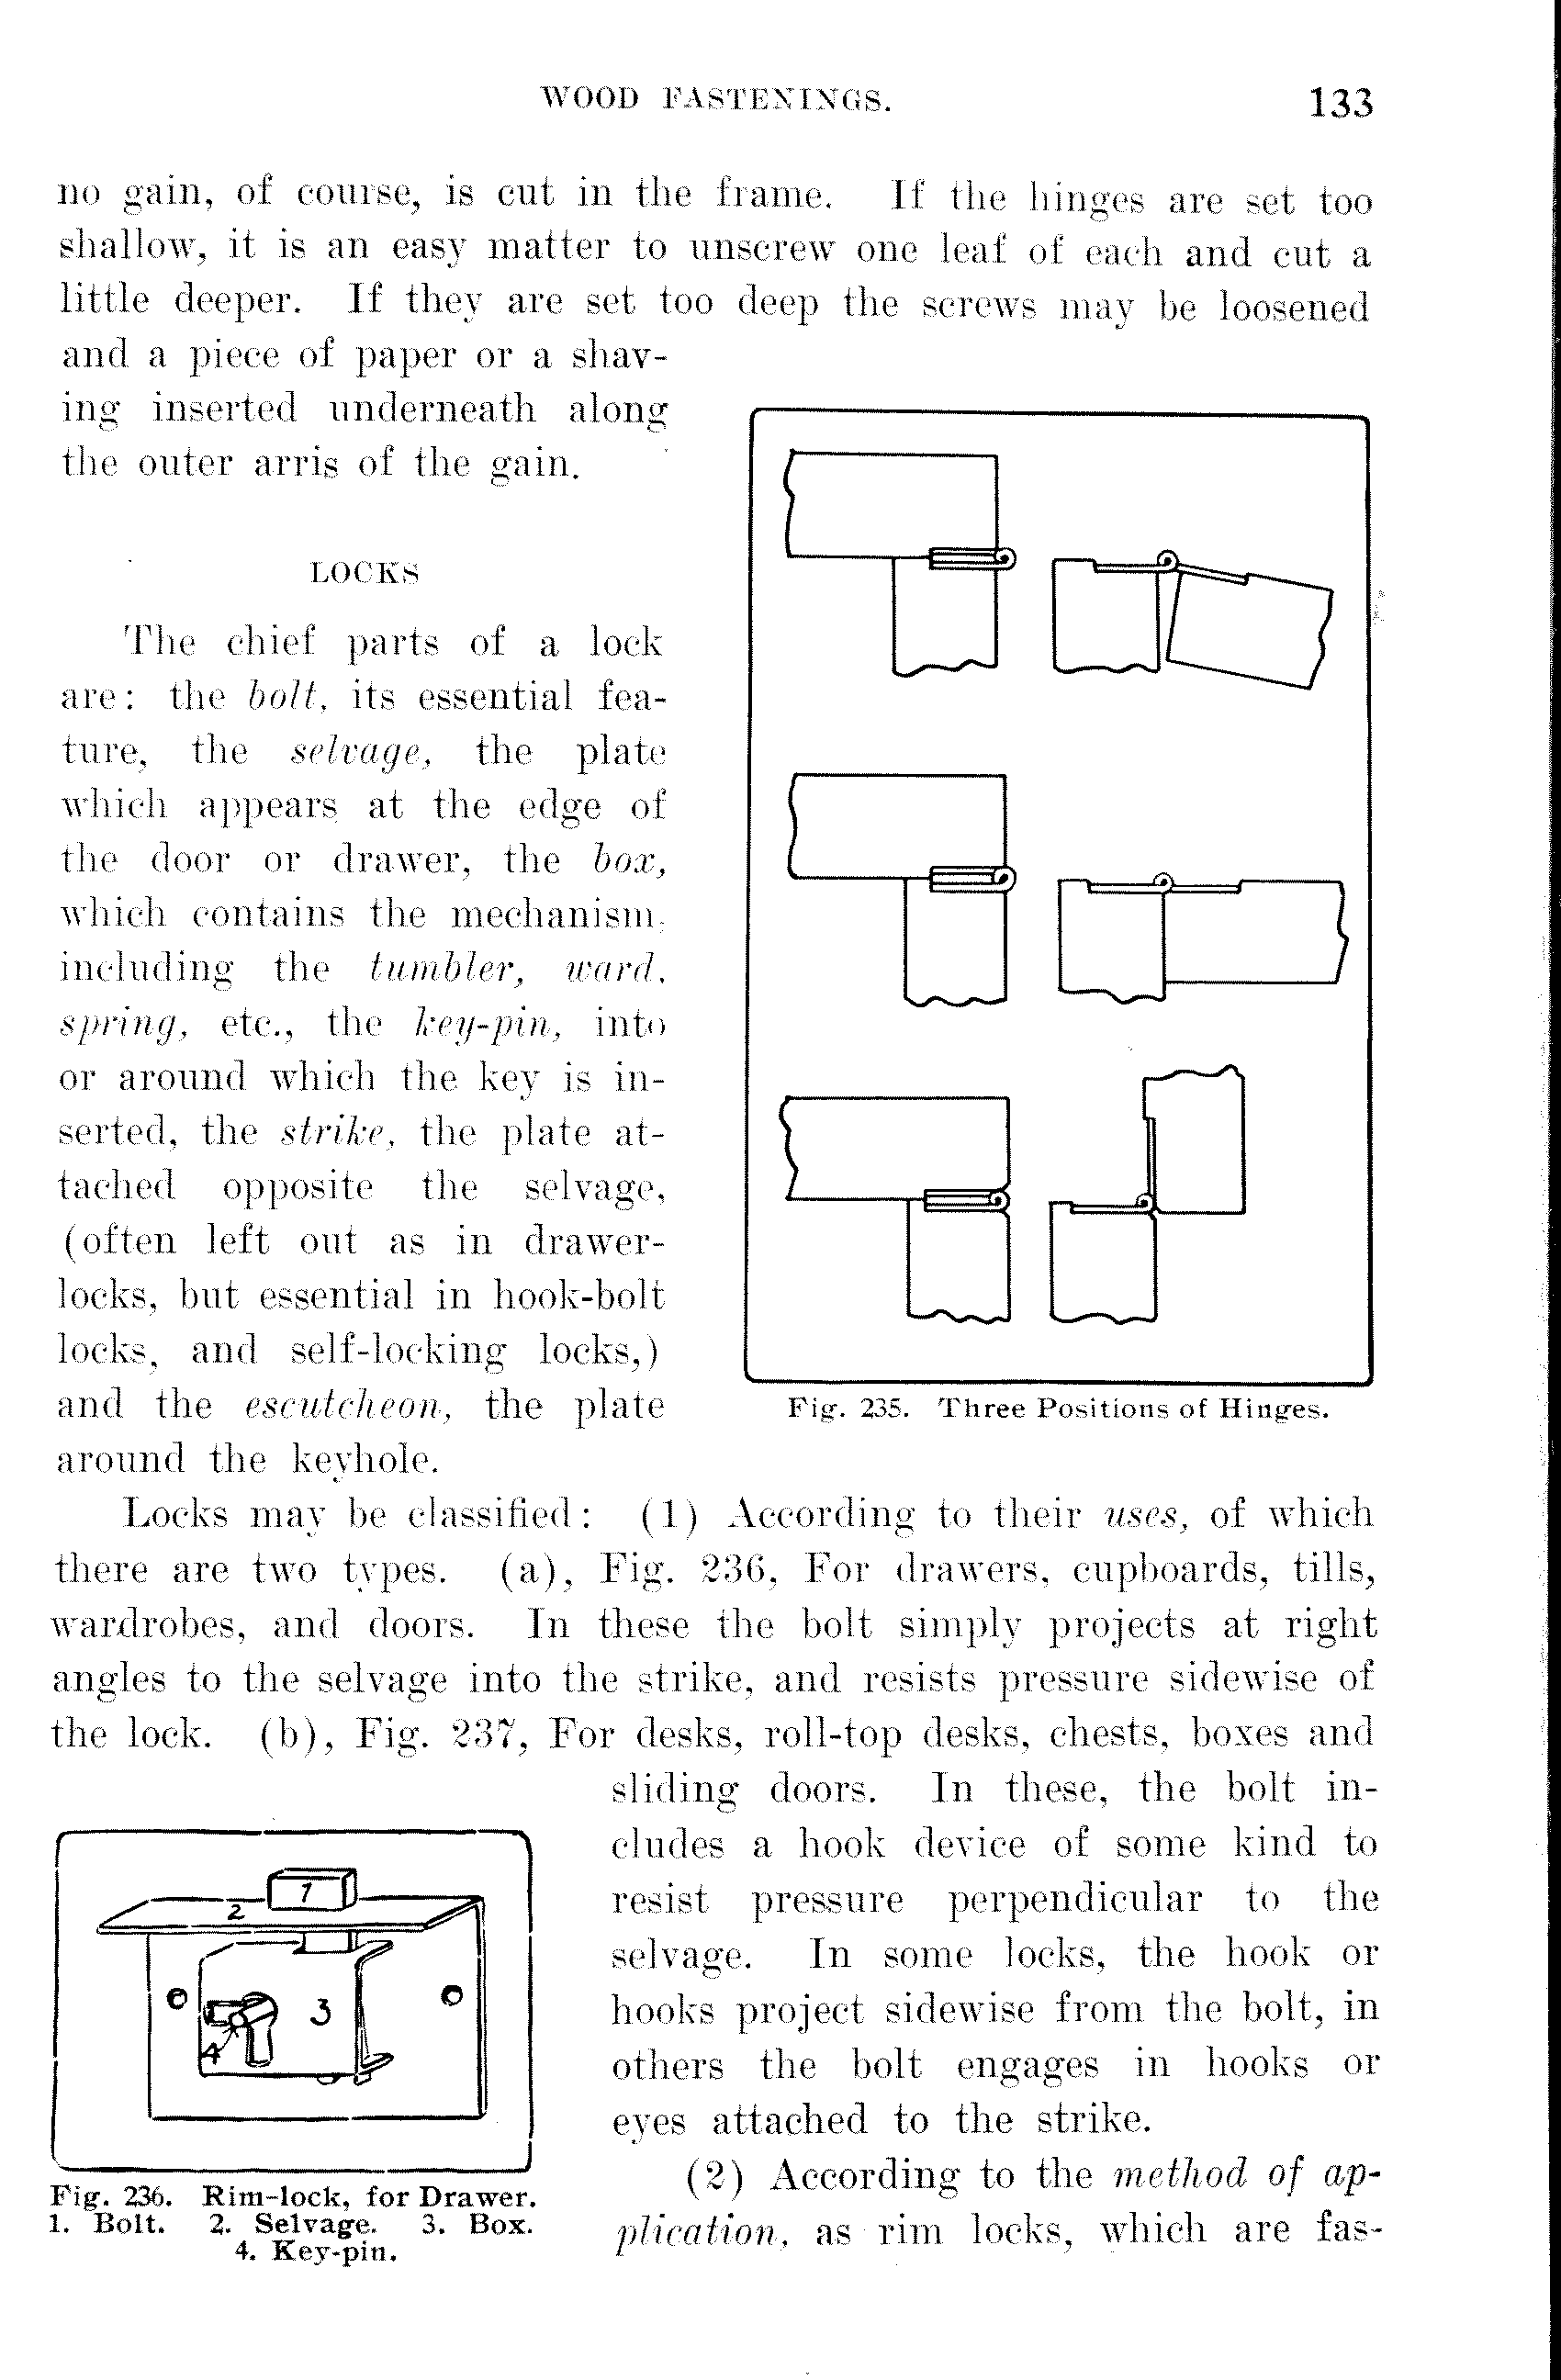 WOOD FASTENINGS. 133
no gain, of course, is cut in the frame. If the hinges are set too
shallow, it is an easy matter to unscrew one leaf of each and cut a
little deeper. If they are set too deep the screws may be loosened
and a piece of paper or a shav-
ing inserted underneath along
the outer arris of the gain.
LOCKS
The chief parts of a lock
are: the bolt, its essential fea-
ture, the selvage, the plate
which appears at the edge of
the door or drawer, the box,
which contains the mechanism,
including the tumbler, ward,
spring, etc., the key-pin, into
or around which the key is in-
serted, the strike, the plate at-
tached opposite the selvage,
(often left out as in drawer-
locks, but essential in hook-bolt
locks, and self-locking locks,)
and the escutcheon, the plate
around the keyhole.
Fig. 235. Three Positions of Hinges.
Locks may be classified: (1) According to their uses, of which
there are two types. (a), Fig. 236, For drawers, cupboards, tills,
wardrobes, and doors. In these the bolt simply projects at right
angles to the selvage into the strike, and resists pressure sidewise of
the lock. (b), Fig. 237, For desks, roll-top desks, chests, boxes and
sliding doors. In these, the bolt in-
cludes a hook device of some kind to
resist pressure perpendicular to the
selvage. In some locks, the hook or
hooks project sidewise from the bolt, in
others the bolt engages in hooks or
eyes attached to the strike.
(2) According to the method of ap-
plication, as rim locks, which are fas-
1
2
3
4
Fig. 236. Rim-lock, for Drawer.
1. Bolt. 2. Selvage. 3. Box.
4. Key-pin.